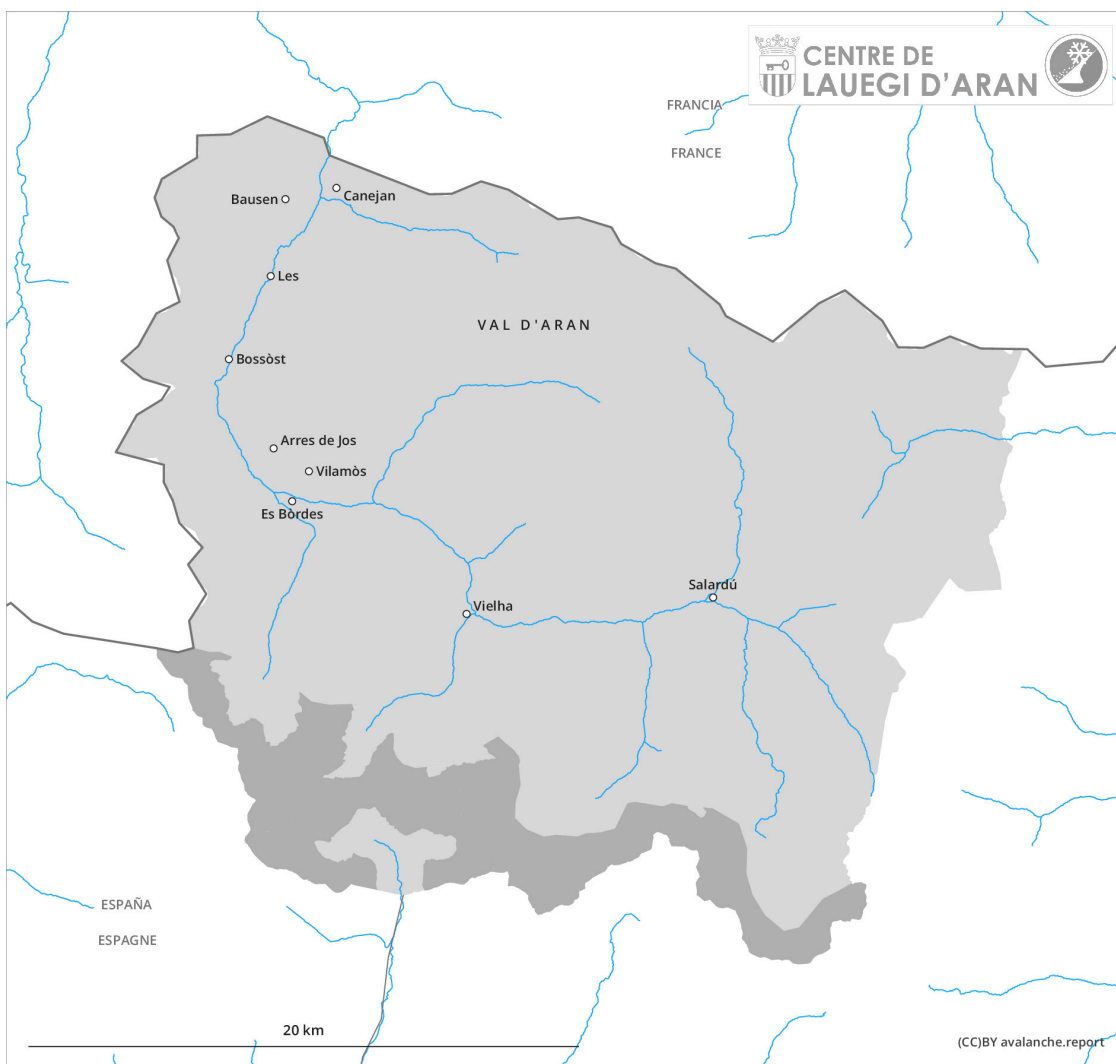 CENTRE DE
LAUEGI D'ARAN
FRANCIA
FRANCE
Bausen
Canejan
Les
VAL D'ARAN
Bossòst
Arres de Jos
Vilamòs
Es Bòrdes
Salardú
Vielha
ESPAÑA
ESPAGNE
20 km
(CC)BY avalanche.report